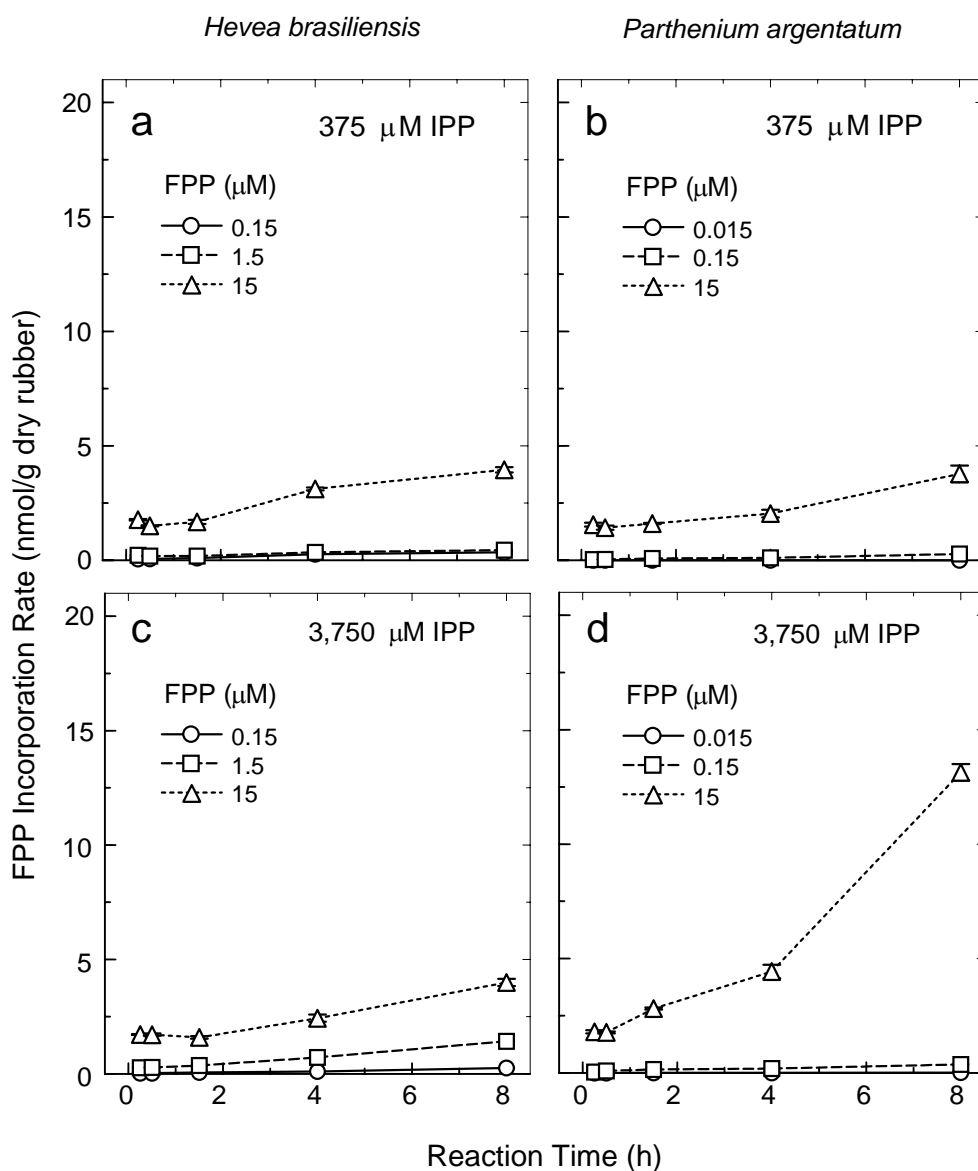 Hevea brasiliensis
Parthenium argentatum
FPP Incorporation Rate (nmol/g dry rubber)
a
375 μM IPP
FPP (μM)
0.15
1.5
15
20
15
10
5
0
b
375 μM IPP
FPP (μM)
0.015
0.15
15
c
3,750 μM IPP
FPP (μM)
0.15
1.5
15
20
15
10
5
0
0 2 4 6 8
d
3,750 μM IPP
FPP (μM)
0.015
0.15
15
0 2 4 6 8
Reaction Time (h)